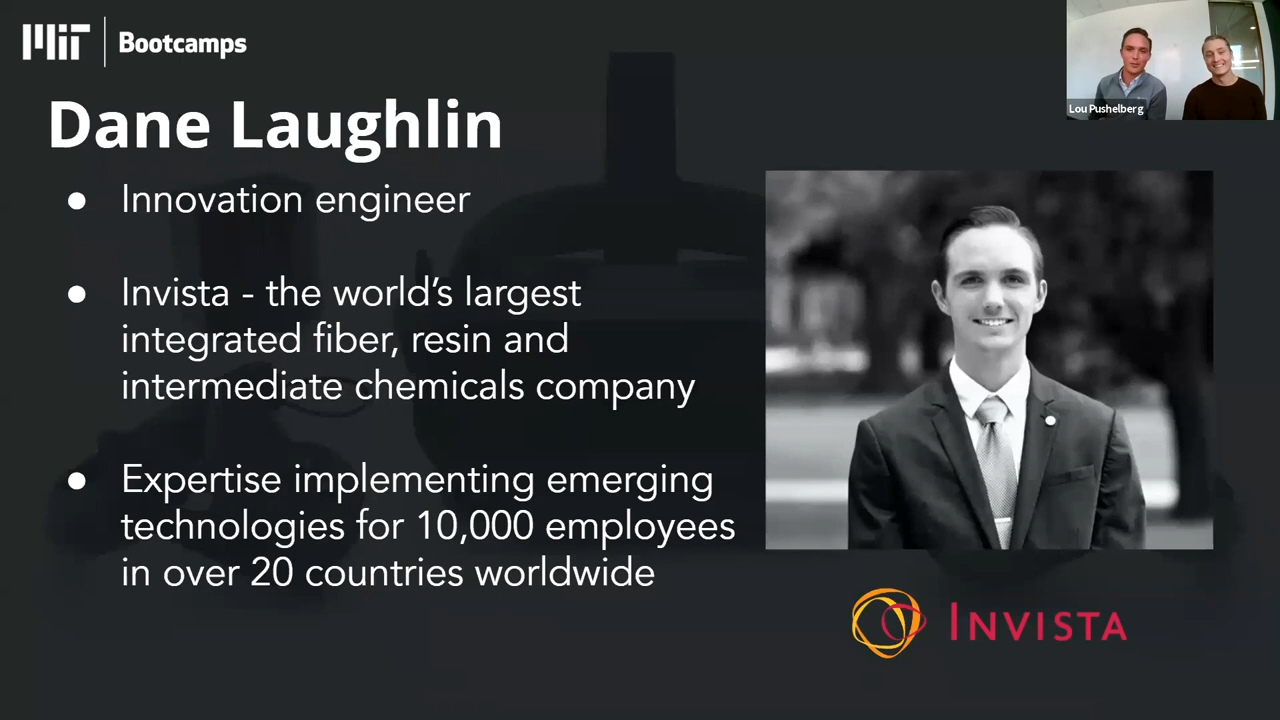 MIT Bootcamps
Lou Pushelberg
Dane Laughlin
● Innovation engineer
● Invista - the world’s largest
integrated fiber, resin and
intermediate chemicals company
● Expertise implementing emerging
technologies for 10,000 employees
in over 20 countries worldwide
INVISTA